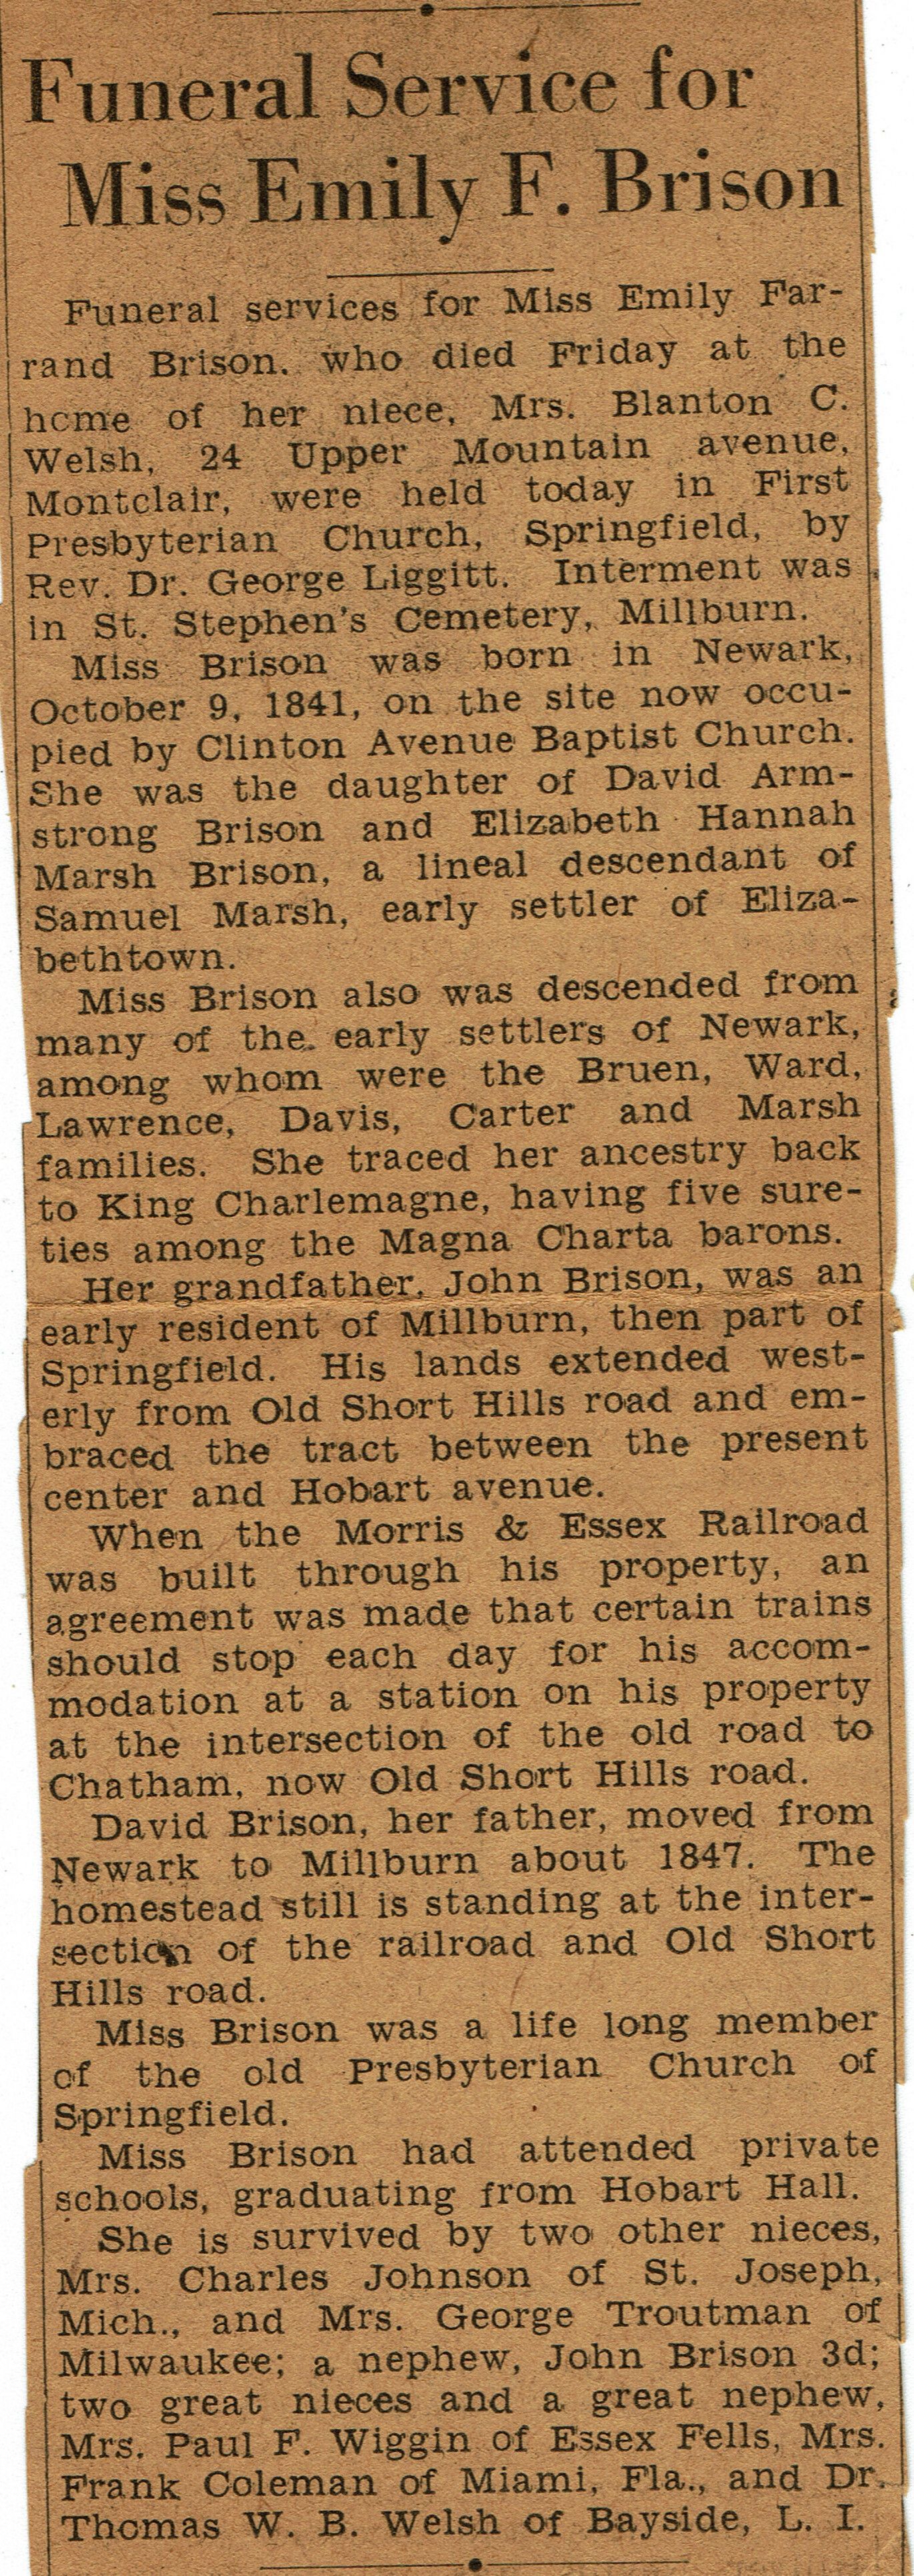 Funeral Service for
Miss Emily F. Brison
Funeral services for Miss Emily Far-
rand Brison. who died Friday at the
home of her niece, Mrs. Blanton C.
Welsh, 24 Upper Mountain avenue,
Montclair, were held today in First
Presbyterian Church, Springfield, by
Rev. Dr. George Liggitt. Interment was
in St. Stephen's Cemetery, Millburn.
Miss Brison was born in Newark,
October 9, 1841, on the site now occu-
pied by Clinton Avenue Baptist Church.
She was the daughter of David Arm-
strong Brison and Elizabeth Hannah
Marsh Brison, a lineal descendant of
Samuel Marsh, early settler of Eliza-
bethtown.
Miss Brison also was descended from
many of the early settlers of Newark,
among whom were the Bruen, Ward,
Lawrence, Davis, Carter and Marsh
families. She traced her ancestry back
to King Charlemagne, having five sure-
ties among the Magna Charta barons.
Her grandfather, John Brison, was an
early resident of Millburn, then part of
Springfield. His lands extended west-
erly from Old Short Hills road and em-
braced the tract between the present
center and Hobart avenue.
When the Morris & Essex Railroad
was built through his property, an
agreement was made that certain trains
should stop each day for his accom-
modation at a station on his property
at the intersection of the old road to
Chatham, now Old Short Hills road.
David Brison, her father, moved from
Newark to Millburn about 1847. The
homestead still is standing at the inter-
section of the railroad and Old Short
Hills road.
Miss Brison was a life long member
of the old Presbyterian Church of
Springfield.
Miss Brison had attended private
schools, graduating from Hobart Hall.
She is survived by two other nieces,
Mrs. Charles Johnson of St. Joseph,
Mich., and Mrs. George Troutman of
Milwaukee; a nephew, John Brison 3d;
two great nieces and a great nephew,
Mrs. Paul F. Wiggin of Essex Fells, Mrs.
Frank Coleman of Miami, Fla., and Dr.
Thomas W. B. Welsh of Bayside, L. I.